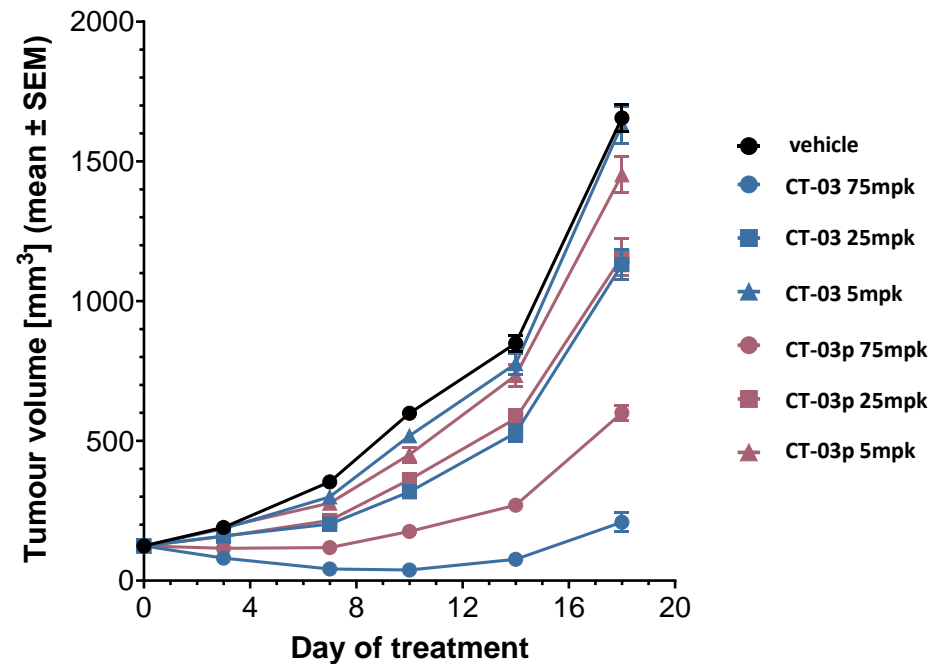 Tumour volume [mm³] (mean ± SEM)
2000
1500
1000
500
0
0 4 8 12 16 20
Day of treatment
vehicle
CT-03 75mpk
CT-03 25mpk
CT-03 5mpk
CT-03p 75mpk
CT-03p 25mpk
CT-03p 5mpk